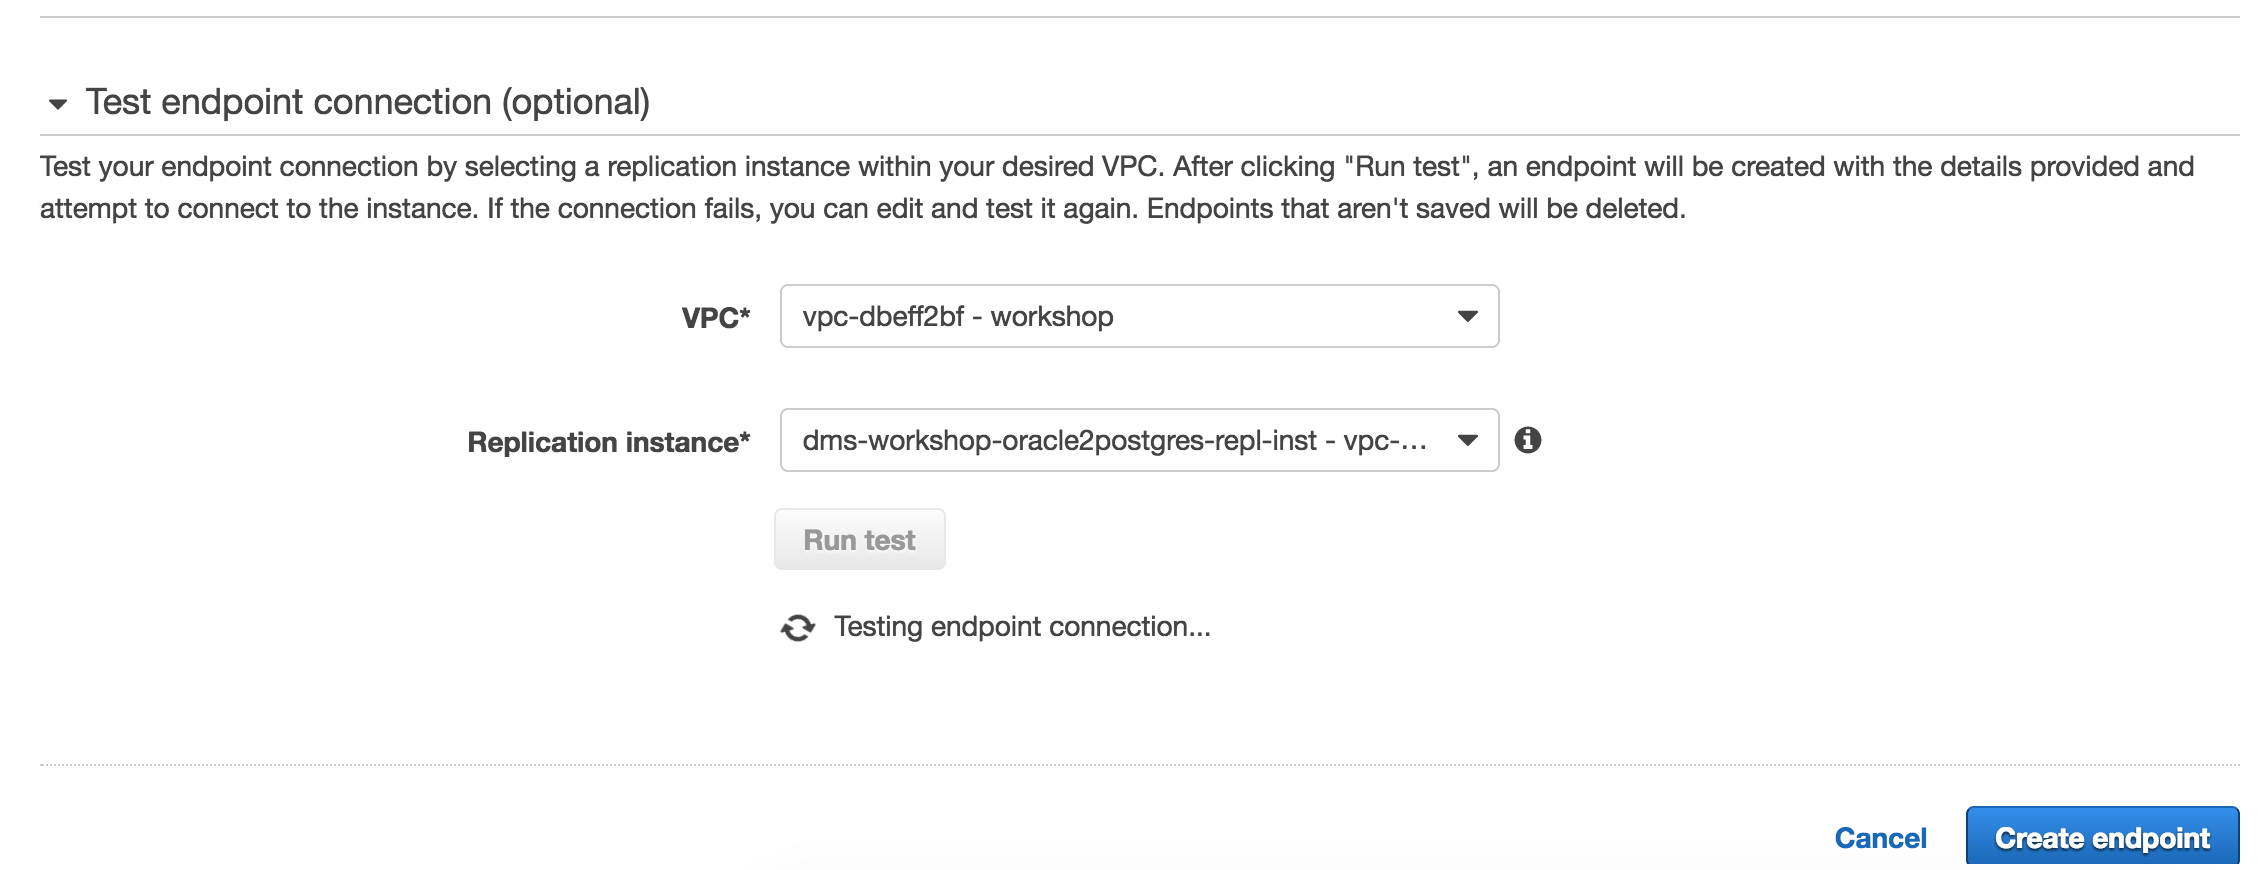 Test endpoint connection (optional)
Test your endpoint connection by selecting a replication instance within your desired VPC. After clicking "Run test", an endpoint will be created with the details provided and
attempt to connect to the instance. If the connection fails, you can edit and test it again. Endpoints that aren't saved will be deleted.
VPC* vpc-dbeff2bf - workshop
Replication instance* dms-workshop-oracle2postgres-repl-inst - vpc-...
Run test
Testing endpoint connection...
Cancel Create endpoint